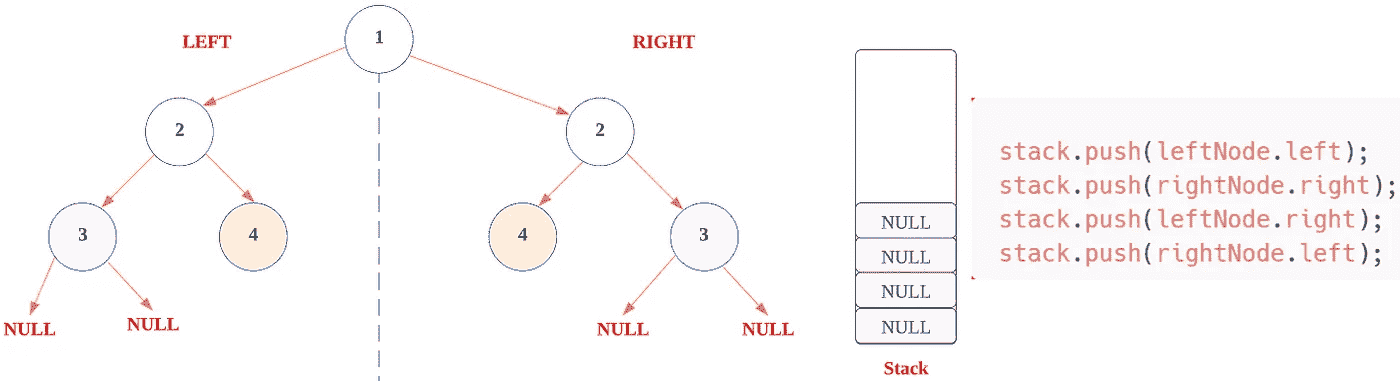 1
LEFT
RIGHT
2
2
3
4
4
3
NULL
NULL
NULL
NULL
NULL
NULL
NULL
NULL
Stack
stack.push(leftNode.left);
stack.push(rightNode.right);
stack.push(leftNode.right);
stack.push(rightNode.left);